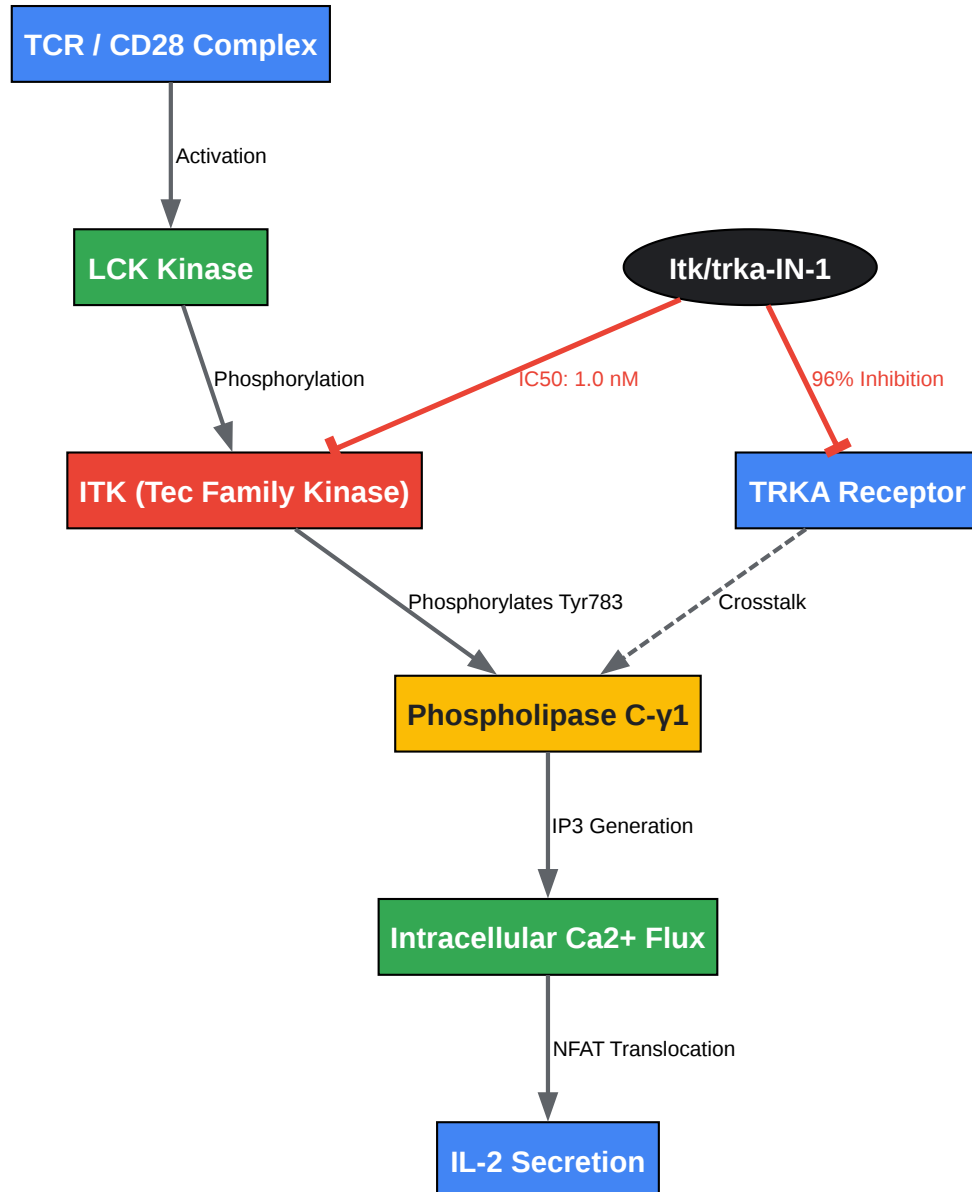 TCR / CD28 Complex
Activation
LCK Kinase
Itk/trka-IN-1
Phosphorylation
IC50: 1.0 nM
96% Inhibition
ITK (Tec Family Kinase)
TRKA Receptor
Phosphorylates Tyr783
Crosstalk
Phospholipase C-γ1
IP3 Generation
Intracellular Ca2+ Flux
NFAT Translocation
IL-2 Secretion